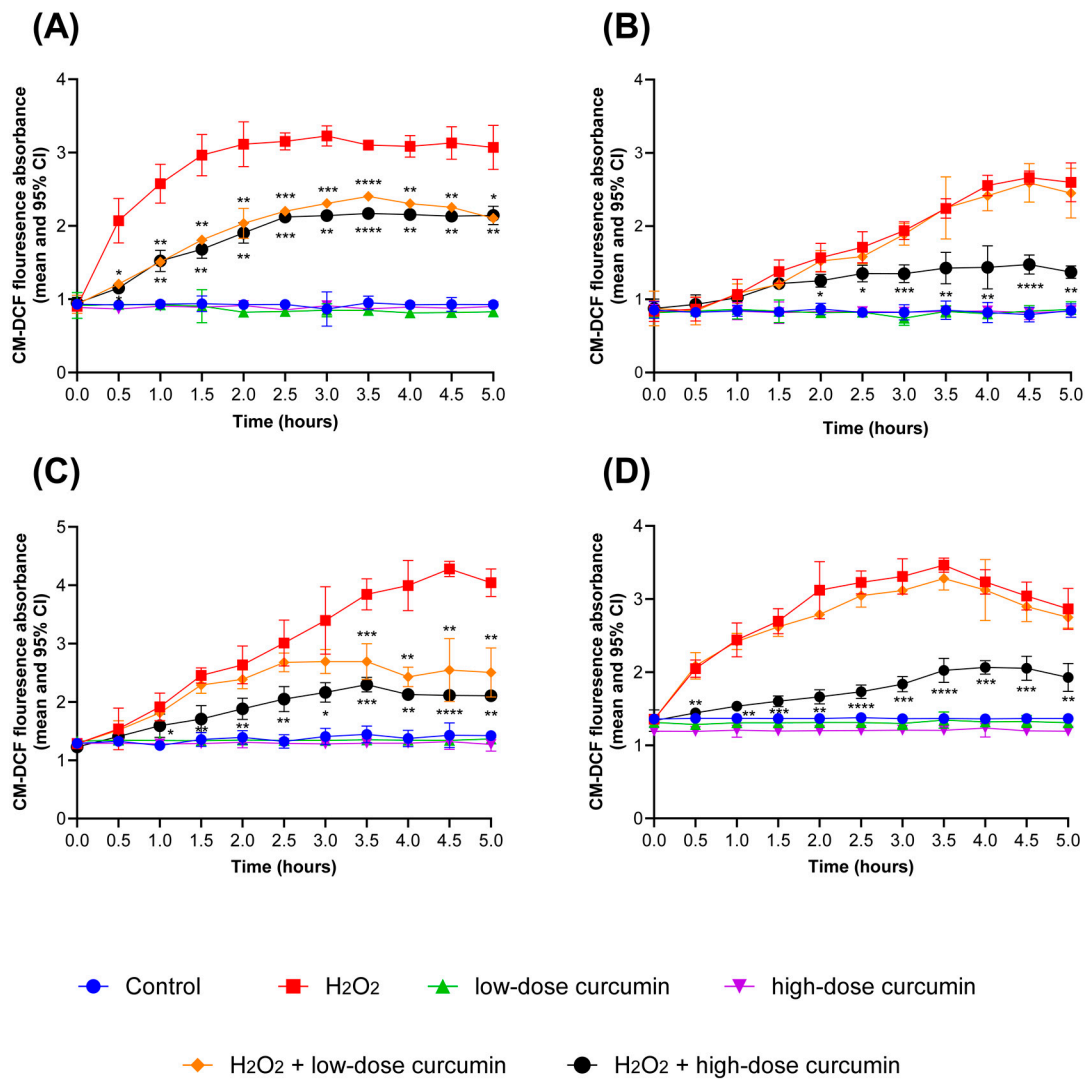 (A)
CM-DCF flouresence absorbance
(mean and 95% CI)
4
3
2
1
0
* ** ** ** *** *** **** ** ** *
* ** ** ** *** ** **** ** ** **
0.0 0.5 1.0 1.5 2.0 2.5 3.0 3.5 4.0 4.5 5.0
Time (hours)
(B)
CM-DCF flouresence absorbance
(mean and 95% CI)
4
3
2
1
0
* * *** ** ** **** **
0.0 0.5 1.0 1.5 2.0 2.5 3.0 3.5 4.0 4.5 5.0
Time (hours)
(C)
CM-DCF flouresence absorbance
(mean and 95% CI)
5
4
3
2
1
0
*** ** ** **
* ** ** ** * *** ** **** **
0.0 0.5 1.0 1.5 2.0 2.5 3.0 3.5 4.0 4.5 5.0
Time (hours)
(D)
CM-DCF flouresence absorbance
(mean and 95% CI)
4
3
2
1
0
** ** *** ** **** *** **** *** *** **
0.0 0.5 1.0 1.5 2.0 2.5 3.0 3.5 4.0 4.5 5.0
Time (hours)
Control H2O2 low-dose curcumin high-dose curcumin
H2O2 + low-dose curcumin H2O2 + high-dose curcumin